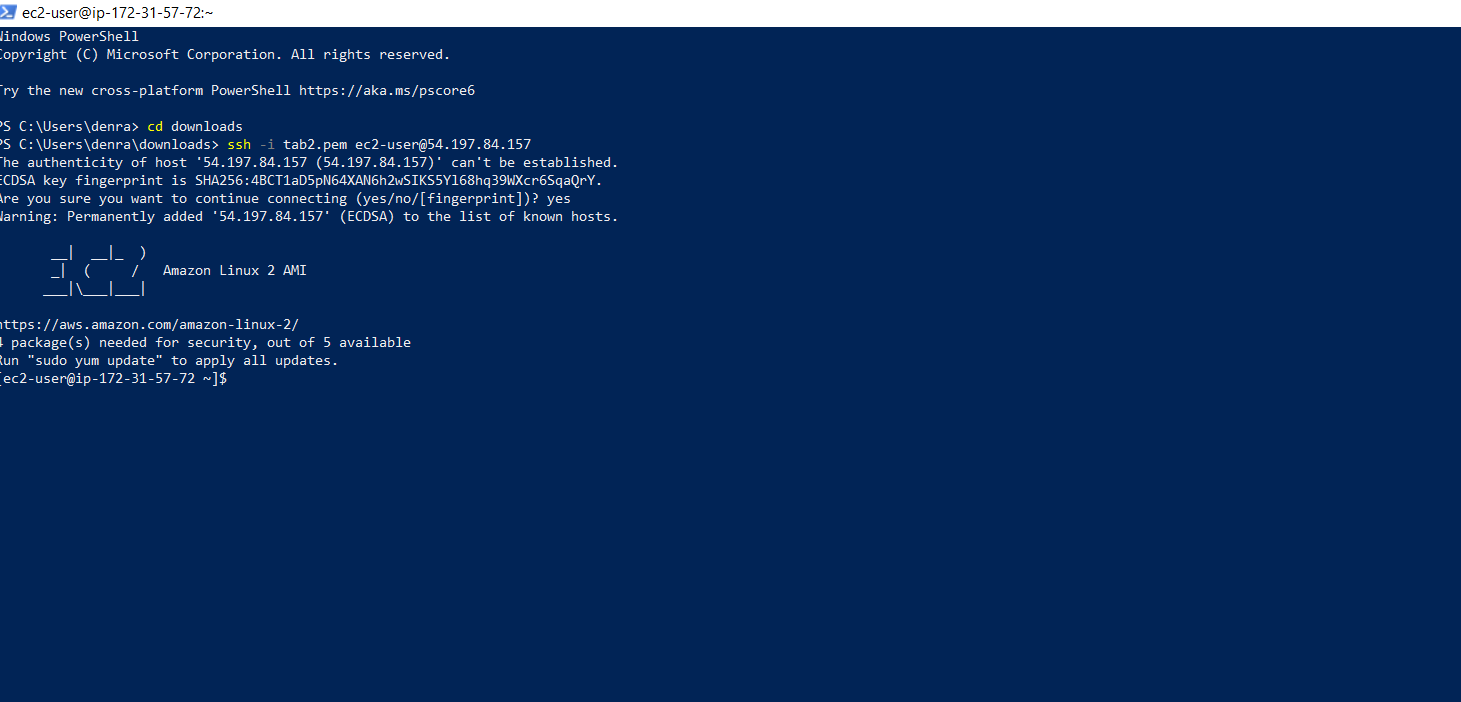 ec2-user@ip-172-31-57-72:~
Windows PowerShell
Copyright (C) Microsoft Corporation. All rights reserved.
Try the new cross-platform PowerShell https://aka.ms/pscore6
PS C:\Users\denra> cd downloads
PS C:\Users\denra\downloads> ssh -i tab2.pem ec2-user@54.197.84.157
The authenticity of host '54.197.84.157 (54.197.84.157)' can't be established.
ECDSA key fingerprint is SHA256:4BCT1aD5pN64XAN6h2wSIKS5Yl68hq39WXcr6SqaQrY.
Are you sure you want to continue connecting (yes/no/[fingerprint])? yes
Warning: Permanently added '54.197.84.157' (ECDSA) to the list of known hosts.
       __|  __|_  )
       _|  (     /   Amazon Linux 2 AMI
      ___|\___|___|
https://aws.amazon.com/amazon-linux-2/
4 package(s) needed for security, out of 5 available
Run "sudo yum update" to apply all updates.
[ec2-user@ip-172-31-57-72 ~]$